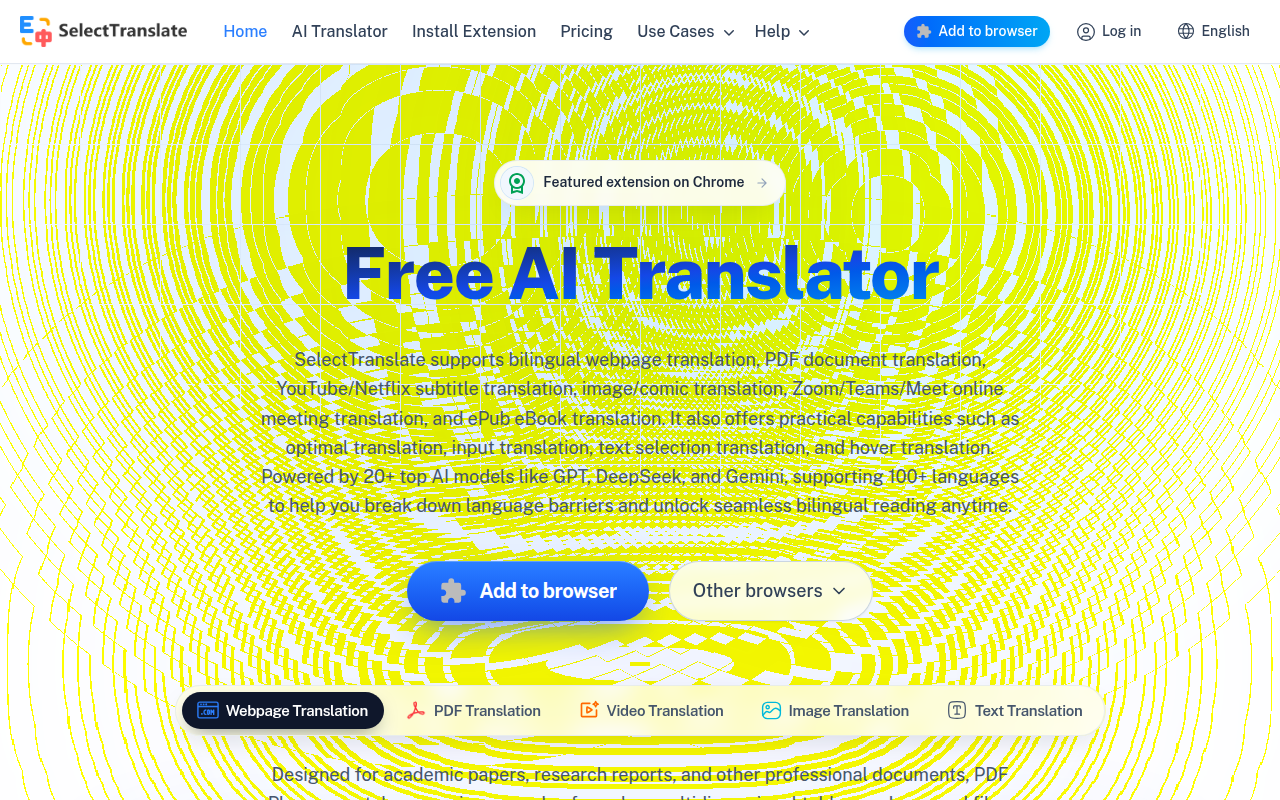 SelectTranslate
Home
AI Translator
Install Extension
Pricing
Use Cases
Help
Add to browser
Log in
English
Featured extension on Chrome
Free AI Translator
SelectTranslate supports bilingual webpage translation, PDF document translation,
YouTube/Netflix subtitle translation, image/comic translation, Zoom/Teams/Meet online
meeting translation, and ePub eBook translation. It also offers practical capabilities such as
optimal translation, input translation, text selection translation, and hover translation.
Powered by 20+ top AI models like GPT, DeepSeek, and Gemini, supporting 100+ languages
to help you break down language barriers and unlock seamless bilingual reading anytime.
Add to browser
Other browsers
Webpage Translation
PDF Translation
Video Translation
Image Translation
Text Translation
Designed for academic papers, research reports, and other professional documents, PDF